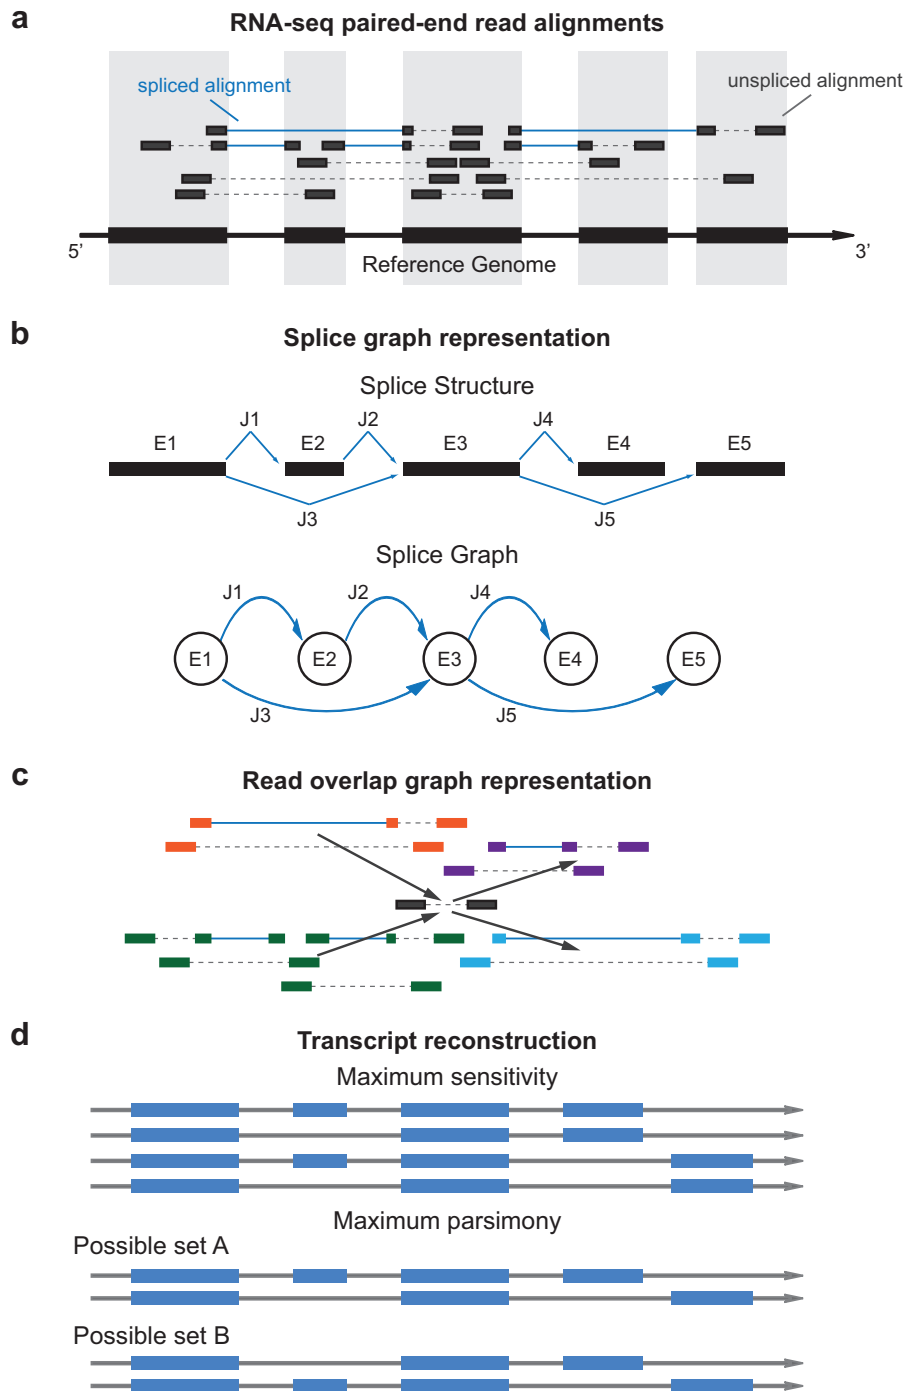 a
RNA-seq paired-end read alignments
spliced alignment
unspliced alignment
5’
3’
Reference Genome
b
Splice graph representation
Splice Structure
J1
J2
J4
E1
E2
E3
E4
E5
J3
J5
Splice Graph
J1
J2
J4
E1
E2
E3
E4
E5
J3
J5
c
Read overlap graph representation
d
Transcript reconstruction
Maximum sensitivity
Maximum parsimony
Possible set A
Possible set B